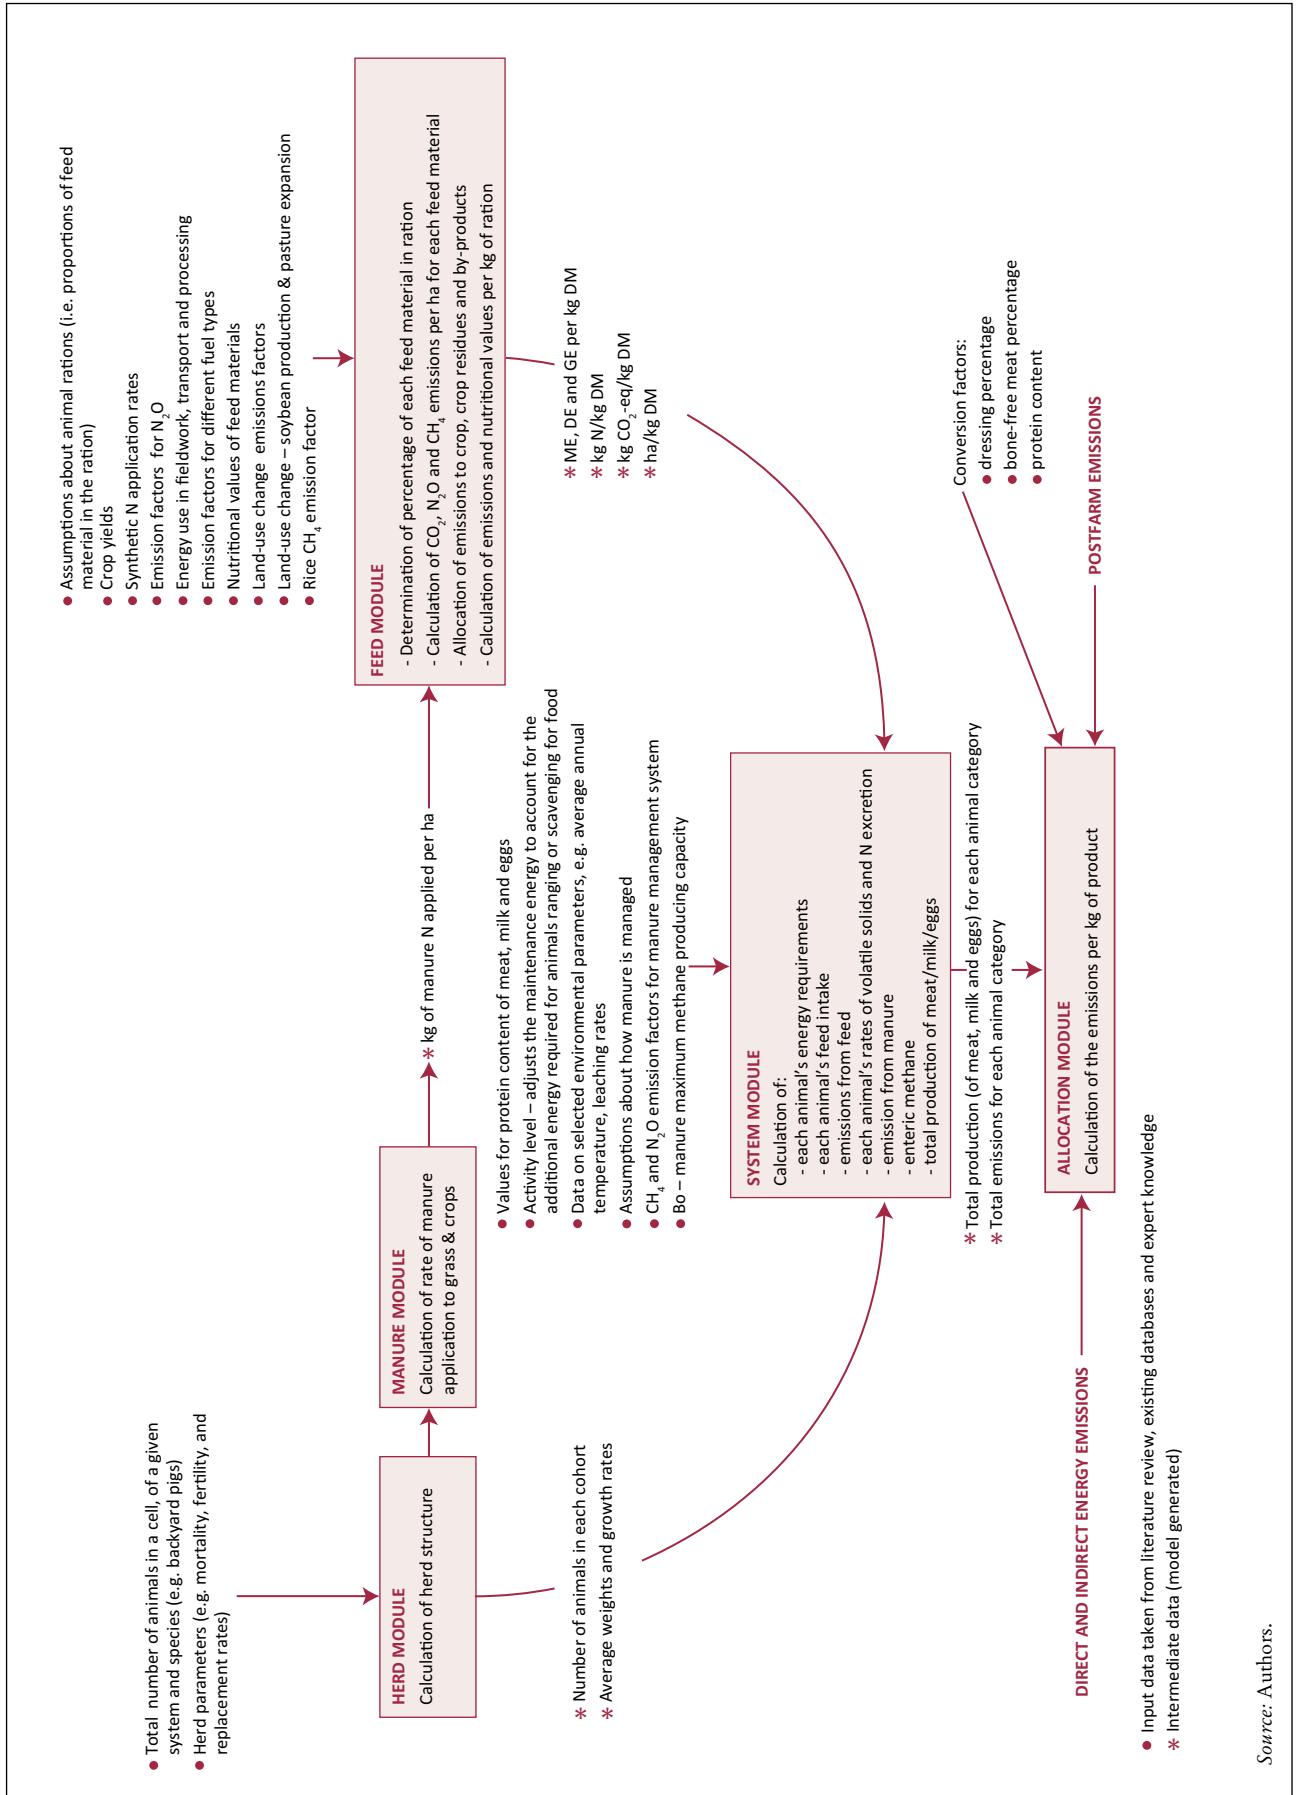 ● Total number of animals in a cell, of a given
system and species (e.g. backyard pigs)
● Herd parameters (e.g. mortality, fertility, and
replacement rates)
HERD MODULE
Calculation of herd structure
* Number of animals in each cohort
* Average weights and growth rates
MANURE MODULE
Calculation of rate of manure
application to grass & crops
* kg of manure N applied per ha
● Assumptions about animal rations (i.e. proportions of feed
material in the ration)
● Crop yields
● Synthetic N application rates
● Emission factors for N₂O
● Energy use in fieldwork, transport and processing
● Emission factors for different fuel types
● Nutritional values of feed materials
● Land-use change emissions factors
● Land-use change – soybean production & pasture expansion
● Rice CH₄ emission factor
FEED MODULE
- Determination of percentage of each feed material in ration
- Calculation of CO₂, N₂O and CH₄ emissions per ha for each feed material
- Allocation of emissions to crop, crop residues and by-products
- Calculation of emissions and nutritional values per kg of ration
* ME, DE and GE per kg DM
* kg N/kg DM
* kg CO₂-eq/kg DM
* ha/kg DM
● Values for protein content of meat, milk and eggs
● Activity level – adjusts the maintenance energy to account for the
additional energy required for animals ranging or scavenging for food
● Data on selected environmental parameters, e.g. average annual
temperature, leaching rates
● Assumptions about how manure is managed
● CH₄ and N₂O emission factors for manure management system
● Bo – manure maximum methane producing capacity
SYSTEM MODULE
Calculation of:
- each animal's energy requirements
- each animal's feed intake
- emissions from feed
- each animal's rates of volatile solids and N excretion
- emission from manure
- enteric methane
- total production of meat/milk/eggs
* Total production (of meat, milk and eggs) for each animal category
* Total emissions for each animal category
Conversion factors:
● dressing percentage
● bone-free meat percentage
● protein content
DIRECT AND INDIRECT ENERGY EMISSIONS
ALLOCATION MODULE
Calculation of the emissions per kg of product
POSTFARM EMISSIONS
● Input data taken from literature review, existing databases and expert knowledge
* Intermediate data (model generated)
Source: Authors.